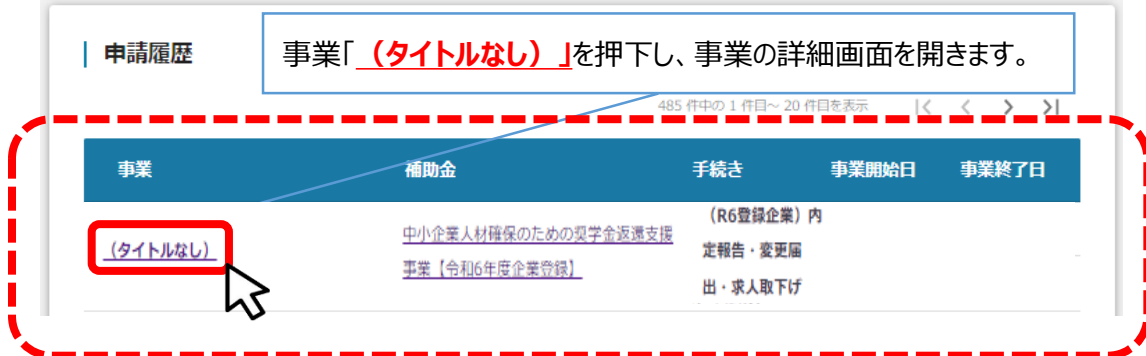 申請履歴
事業「（タイトルなし）」を押下し、事業の詳細画面を開きます。
485 件中の 1 件目～ 20 件目を表示
事業 補助金 手続き 事業開始日 事業終了日
（タイトルなし）
中小企業人材確保のための奨学金返還支援
事業【令和6年度企業登録】
（R6登録企業）内
定報告・変更届
出・求人取下げ